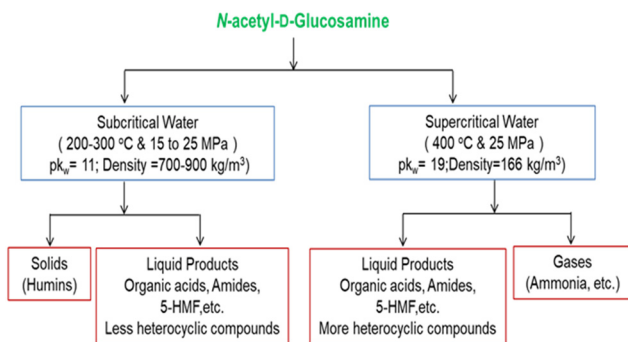 N-acetyl-D-Glucosamine
Subcritical Water
( 200-300 ºC & 15 to 25 MPa )
pkw= 11; Density =700-900 kg/m³)
Supercritical Water
( 400 ºC & 25 MPa )
pkw= 19;Density=166 kg/m³)
Solids
(Humins)
Liquid Products
Organic acids, Amides,
5-HMF,etc.
Less heterocyclic compounds
Liquid Products
Organic acids, Amides,
5-HMF,etc.
More heterocyclic compounds
Gases
(Ammonia, etc.)